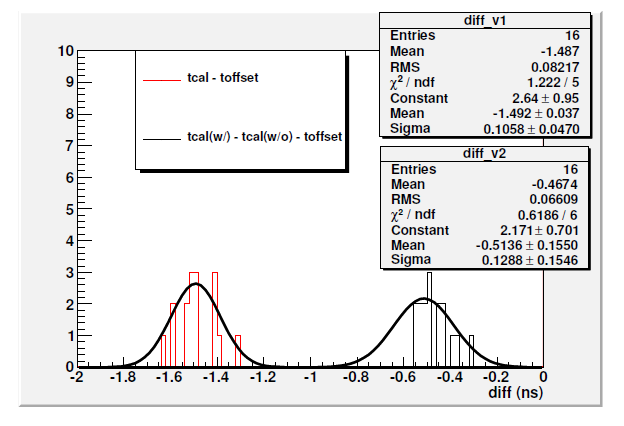 diff_v1
Entries 16
Mean -1.487
RMS 0.08217
χ² / ndf 1.222 / 5
Constant 2.64 ± 0.95
Mean -1.492 ± 0.037
Sigma 0.1058 ± 0.0470
diff_v2
Entries 16
Mean -0.4674
RMS 0.06609
χ² / ndf 0.6186 / 6
Constant 2.171 ± 0.701
Mean -0.5136 ± 0.1550
Sigma 0.1288 ± 0.1546
tcal - toffset
tcal(w/) - tcal(w/o) - toffset
10
9
8
7
6
5
4
3
2
1
0
-2 -1.8 -1.6 -1.4 -1.2 -1 -0.8 -0.6 -0.4 -0.2 0
diff (ns)